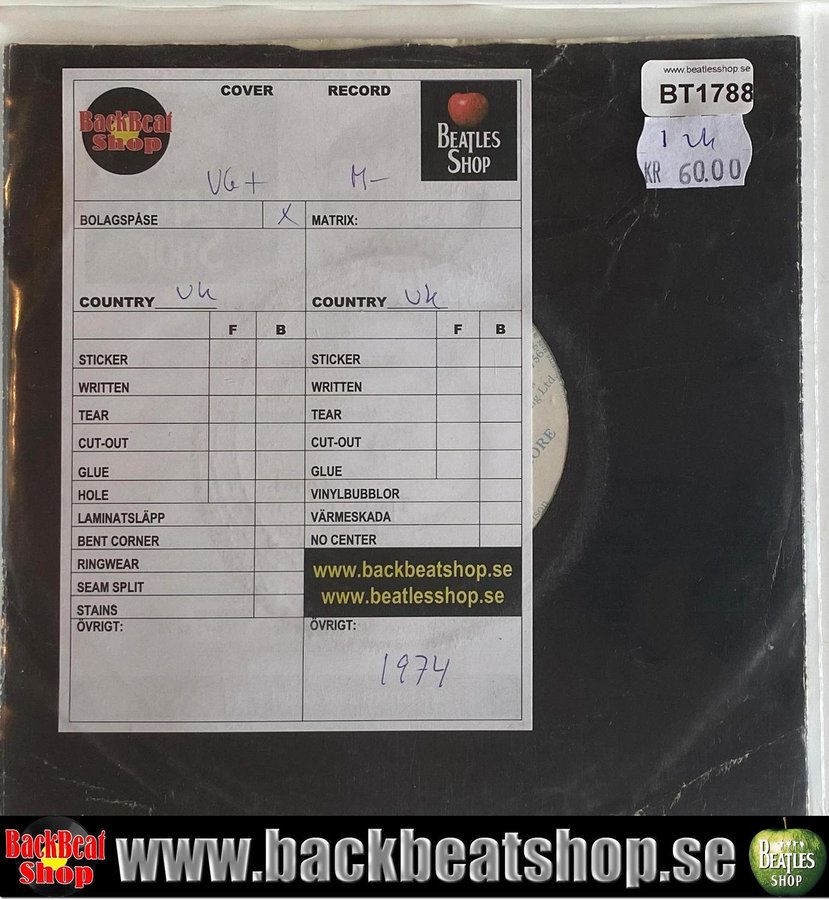 www.beatlesshop.se
BT1788
KR 60.00
BackBeat
Shop
COVER
RECORD
BEATLES
SHOP
VG+
M-
BOLAGSPÅSE
X
MATRIX:
COUNTRY UK
COUNTRY UK
F B
F B
STICKER
STICKER
WRITTEN
WRITTEN
TEAR
TEAR
CUT-OUT
CUT-OUT
GLUE
GLUE
HOLE
VINYLBUBBLOR
LAMINATSLÄPP
VÄRMESKADA
BENT CORNER
NO CENTER
RINGWEAR
www.backbeatshop.se
SEAM SPLIT
www.beatlesshop.se
STAINS
ÖVRIGT:
ÖVRIGT:
1974
g Ltd.
ORE
BackBeat
Shop
www.backbeatshop.se
BEATLES
SHOP